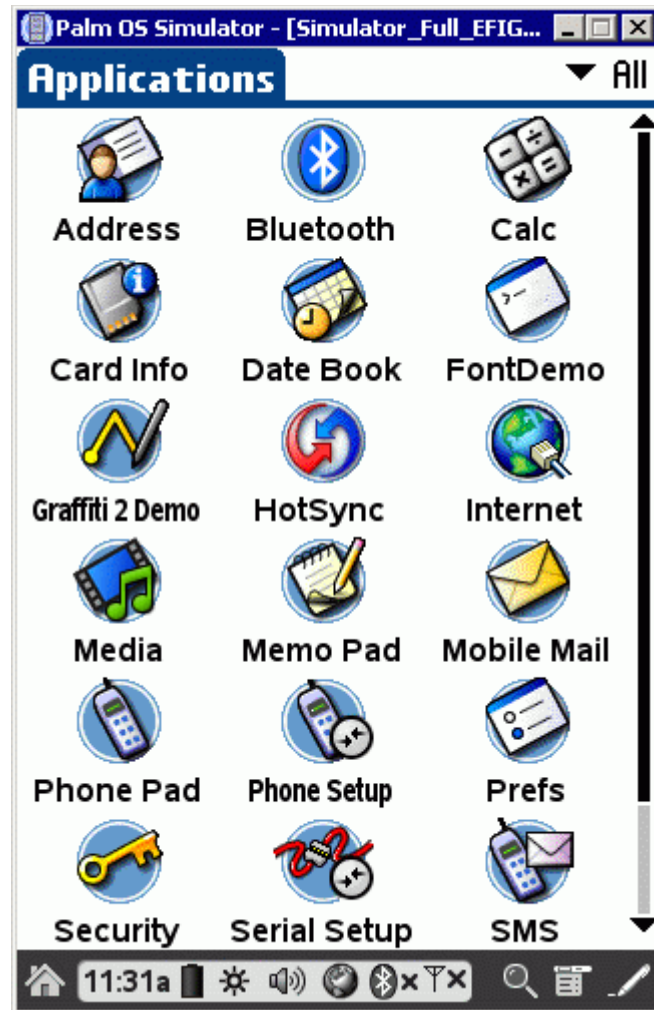 Palm OS Simulator - [Simulator_Full_EFIG...
Applications
All
Address Bluetooth Calc
Card Info Date Book FontDemo
Graffiti 2 Demo HotSync Internet
Media Memo Pad Mobile Mail
Phone Pad Phone Setup Prefs
Security Serial Setup SMS
11:31a